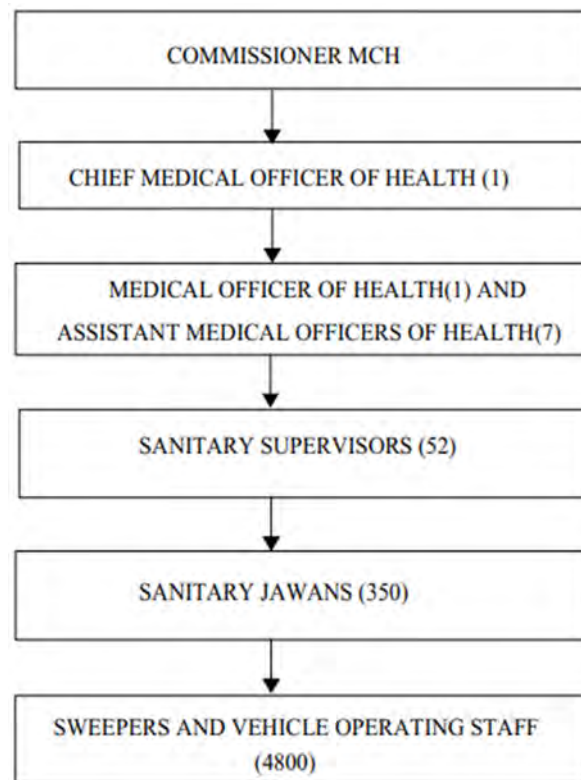 COMMISSIONER MCH
CHIEF MEDICAL OFFICER OF HEALTH (1)
MEDICAL OFFICER OF HEALTH(1) AND
ASSISTANT MEDICAL OFFICERS OF HEALTH(7)
SANITARY SUPERVISORS (52)
SANITARY JAWANS (350)
SWEEPERS AND VEHICLE OPERATING STAFF
(4800)